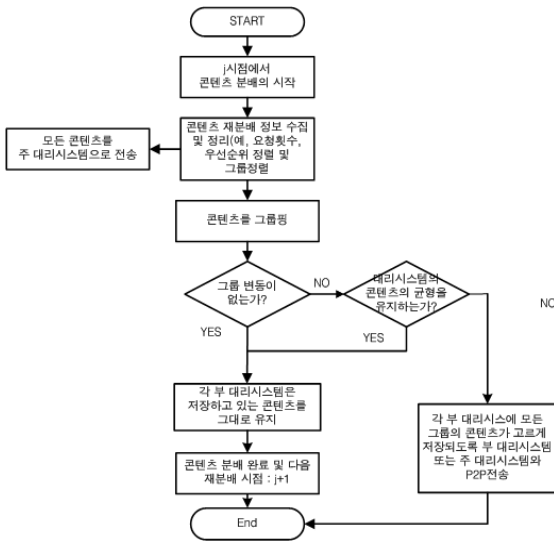 START
j시점에서
콘텐츠 분배의 시작
콘텐츠 재분배 정보 수집
및 정리(예, 요청횟수,
우선순위 정렬 및
그룹정렬
모든 콘텐츠를
주 대리시스템으로 전송
콘텐츠를 그룹핑
그룹 변동이
없는가?
NO
대리시스템의
콘텐츠의 균형을
유지하는가?
NO
YES
YES
각 부 대리시스템은
저장하고 있는 콘텐츠를
그대로 유지
각 부 대리시스에 모든
그룹의 콘텐츠가 고르게
저장되도록 부 대리시스템
또는 주 대리시스템와
P2P전송
콘텐츠 분배 완료 및 다음
재분배 시점 : j+1
End